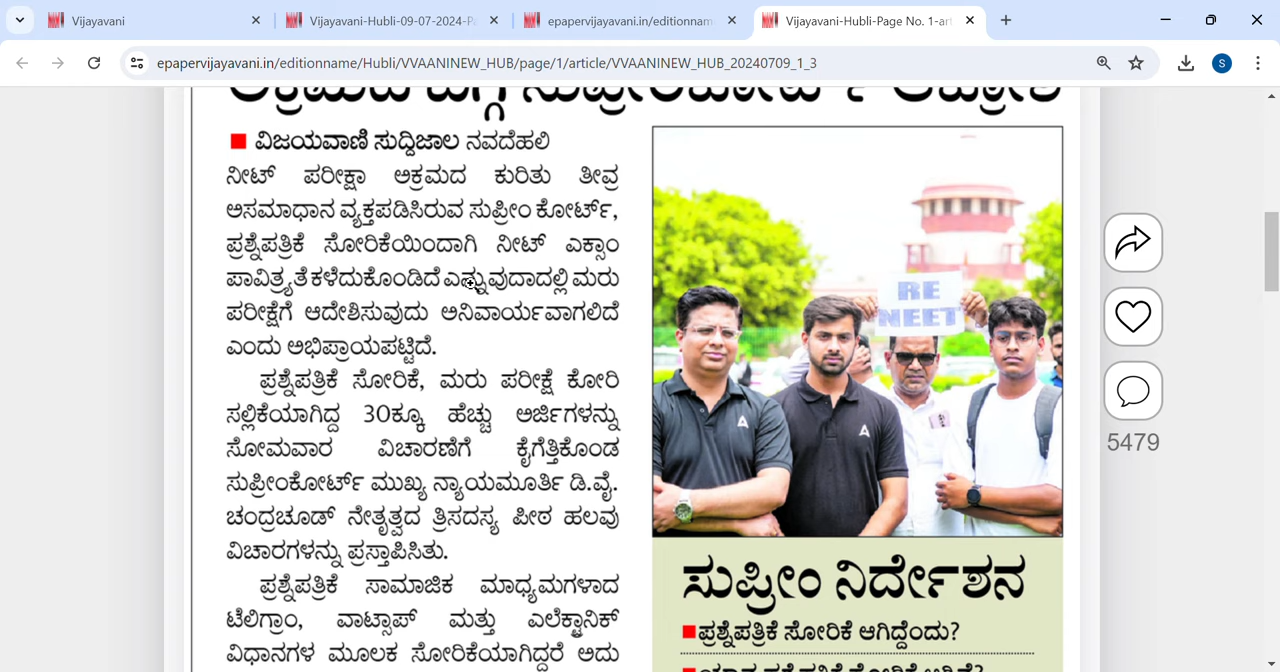 Vijayavani
Vijayavani-Hubli-09-07-2024-Pa
epapervijayavani.in/editionname
Vijayavani-Hubli-Page No. 1-art
epapervijayavani.in/editionname/Hubli/VVAANINEW_HUB/page/1/article/VVAANINEW_HUB_20240709_1_3
S
ವಿಜಯವಾಣಿ ಸುದ್ದಿಜಾಲ ನವದೆಹಲಿ
ನೀಟ್ ಪರೀಕ್ಷಾ ಅಕ್ರಮದ ಕುರಿತು ತೀವ್ರ
ಅಸಮಾಧಾನ ವ್ಯಕ್ತಪಡಿಸಿರುವ ಸುಪ್ರೀಂ ಕೋರ್ಟ್,
ಪ್ರಶ್ನೆಪತ್ರಿಕೆ ಸೋರಿಕೆಯಿಂದಾಗಿ ನೀಟ್ ಎಕ್ಸಾಂ
ಪಾವಿತ್ರ್ಯತೆ ಕಳೆದುಕೊಂಡಿದೆ ಎನ್ನುವುದಾದಲ್ಲಿ ಮರು
ಪರೀಕ್ಷೆಗೆ ಆದೇಶಿಸುವುದು ಅನಿವಾರ್ಯವಾಗಲಿದೆ
ಎಂದು ಅಭಿಪ್ರಾಯಪಟ್ಟಿದೆ.
ಪ್ರಶ್ನೆಪತ್ರಿಕೆ ಸೋರಿಕೆ, ಮರು ಪರೀಕ್ಷೆ ಕೋರಿ
ಸಲ್ಲಿಕೆಯಾಗಿದ್ದ 30ಕ್ಕೂ ಹೆಚ್ಚು ಅರ್ಜಿಗಳನ್ನು
ಸೋಮವಾರ ವಿಚಾರಣೆಗೆ ಕೈಗೆತ್ತಿಕೊಂಡ
ಸುಪ್ರೀಂಕೋರ್ಟ್ ಮುಖ್ಯ ನ್ಯಾಯಮೂರ್ತಿ ಡಿ.ವೈ.
ಚಂದ್ರಚೂಡ್ ನೇತೃತ್ವದ ತ್ರಿಸದಸ್ಯ ಪೀಠ ಹಲವು
ವಿಚಾರಗಳನ್ನು ಪ್ರಸ್ತಾಪಿಸಿತು.
ಪ್ರಶ್ನೆಪತ್ರಿಕೆ ಸಾಮಾಜಿಕ ಮಾಧ್ಯಮಗಳಾದ
ಟೆಲಿಗ್ರಾಂ, ವಾಟ್ಸಾಪ್ ಮತ್ತು ಎಲೆಕ್ಟ್ರಾನಿಕ್
ವಿಧಾನಗಳ ಮೂಲಕ ಸೋರಿಕೆಯಾಗಿದ್ದರೆ ಅದು
RE
NEET
ಸುಪ್ರೀಂ ನಿರ್ದೇಶನ
ಪ್ರಶ್ನೆಪತ್ರಿಕೆ ಸೋರಿಕೆ ಆಗಿದ್ದೆಂದು?
5479